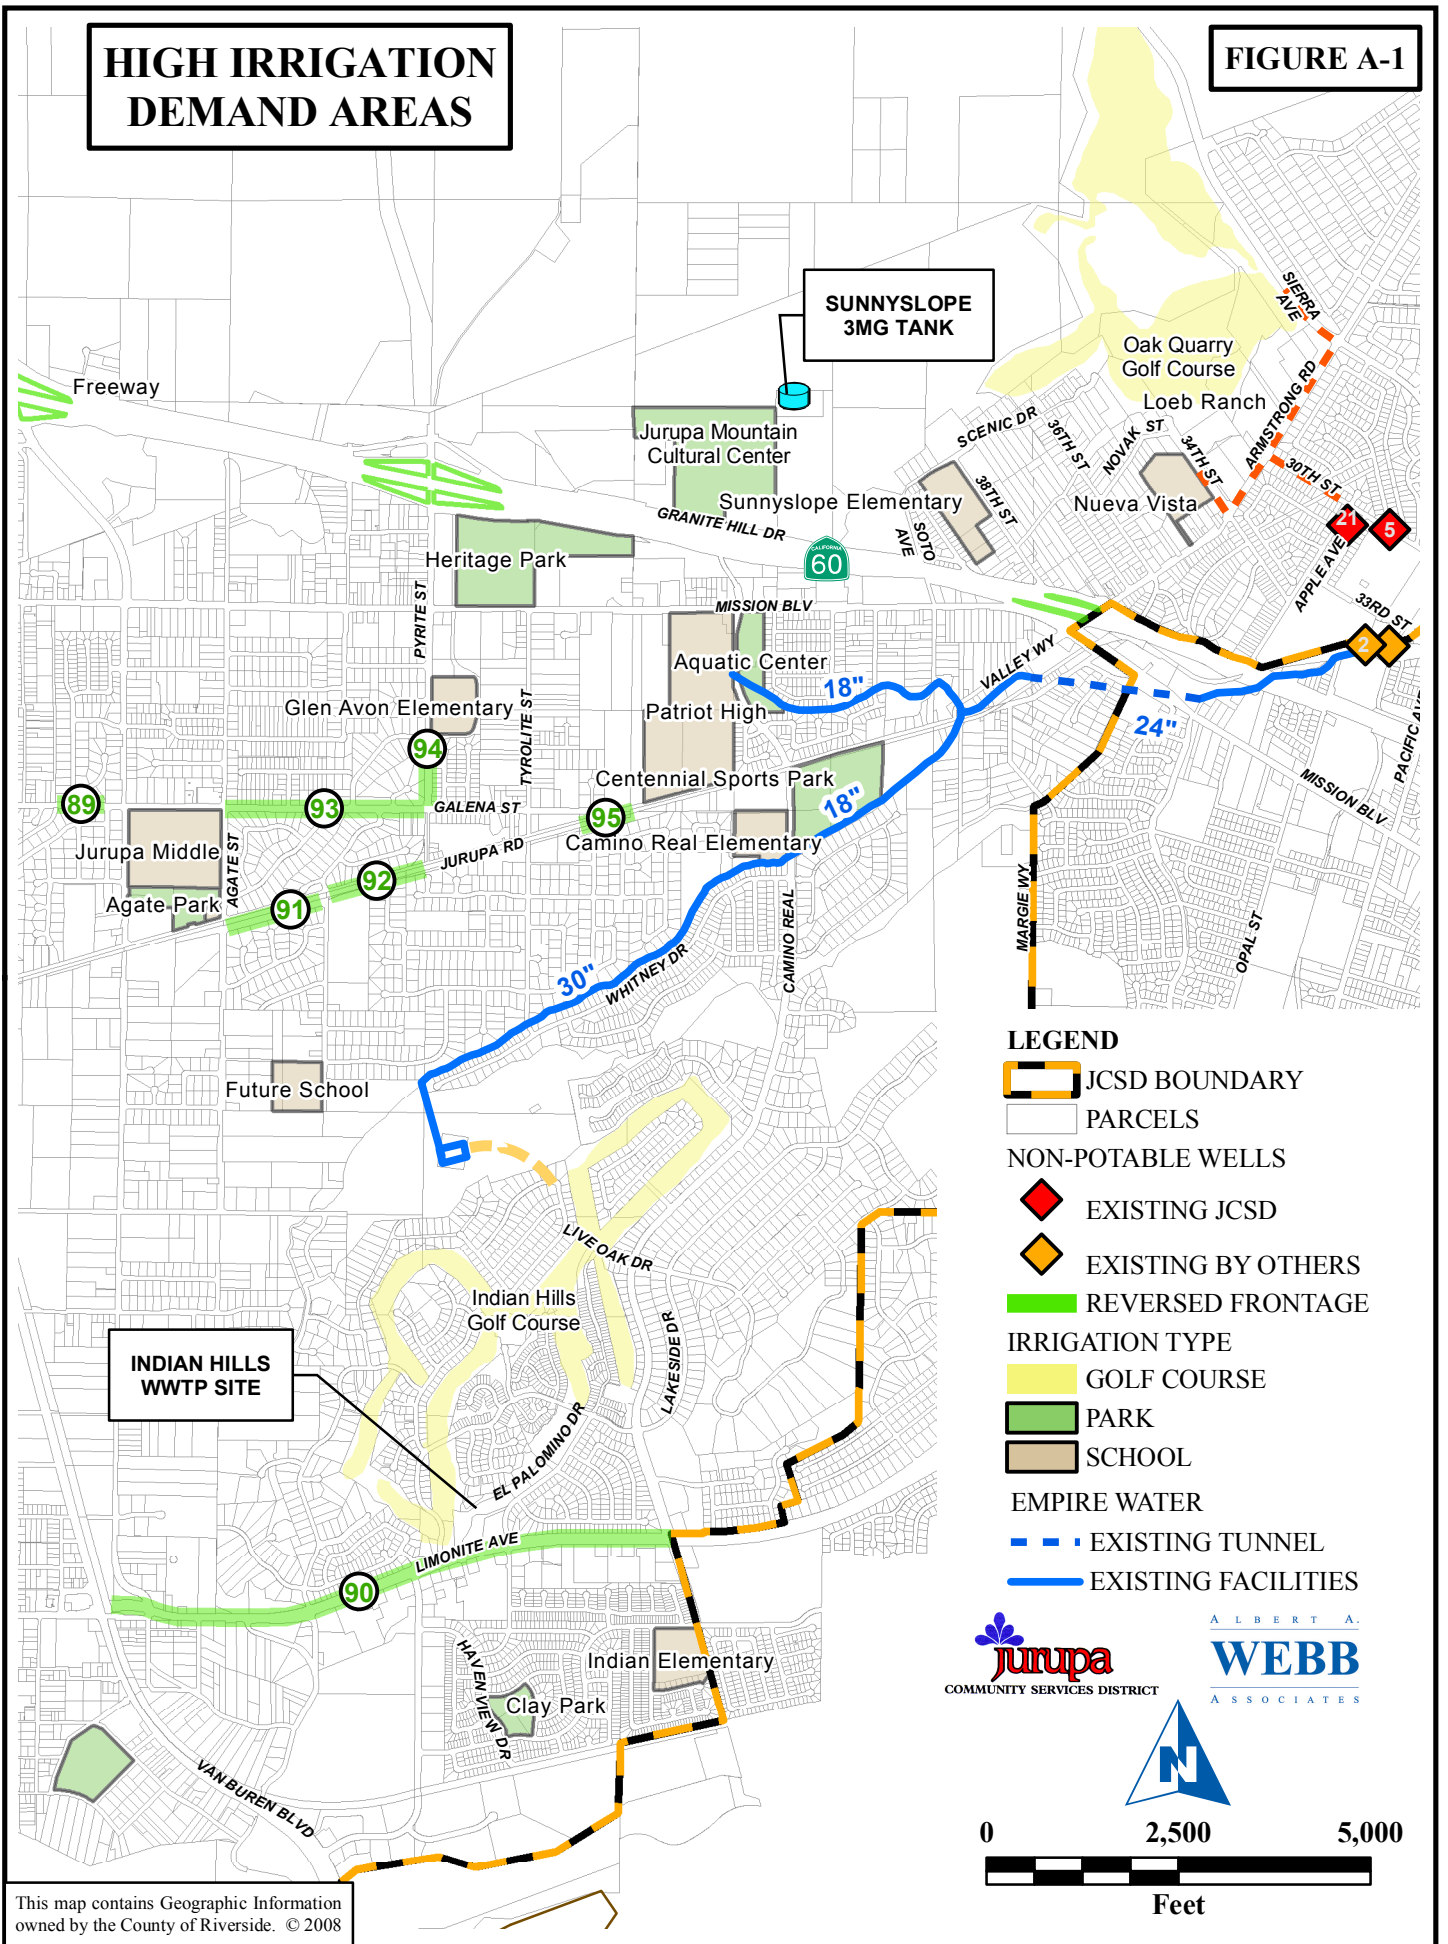 HIGH IRRIGATION
DEMAND AREAS
FIGURE A-1
SUNNYSLOPE
3MG TANK
SIERRA
AVE
Oak Quarry
Golf Course
Loeb Ranch
ARMSTRONG RD
Freeway
Jurupa Mountain
Cultural Center
SCENIC DR
36TH ST
NOVAK ST
34TH ST
30TH ST
Sunnyslope Elementary
38TH ST
Nueva Vista
GRANITE HILL DR
SOTO
AVE
21
5
CALIFORNIA
60
Heritage Park
APPLE AVE
33RD ST
PYRITE ST
MISSION BLV
2
Aquatic Center
VALLEY WY
18"
Glen Avon Elementary
TYROLITE ST
Patriot High
24"
PACIFIC AV
94
Centennial Sports Park
MISSION BLV
89
93
GALENA ST
95
18"
Jurupa Middle
AGATE ST
JURUPA RD
Camino Real Elementary
92
Agate Park
91
MARGIE WY
OPAL ST
CAMINO REAL
30"
WHITNEY DR
Future School
LIVE OAK DR
Indian Hills
Golf Course
LAKESIDE DR
INDIAN HILLS
WWTP SITE
EL PALOMINO DR
LIMONITE AVE
90
HAVEN VIEW DR
Indian Elementary
Clay Park
VAN BUREN BLVD
LEGEND
JCSD BOUNDARY
PARCELS
NON-POTABLE WELLS
EXISTING JCSD
EXISTING BY OTHERS
REVERSED FRONTAGE
IRRIGATION TYPE
GOLF COURSE
PARK
SCHOOL
EMPIRE WATER
EXISTING TUNNEL
EXISTING FACILITIES
jurupa
COMMUNITY SERVICES DISTRICT
ALBERT A.
WEBB
ASSOCIATES
N
0 2,500 5,000
Feet
This map contains Geographic Information
owned by the County of Riverside. © 2008